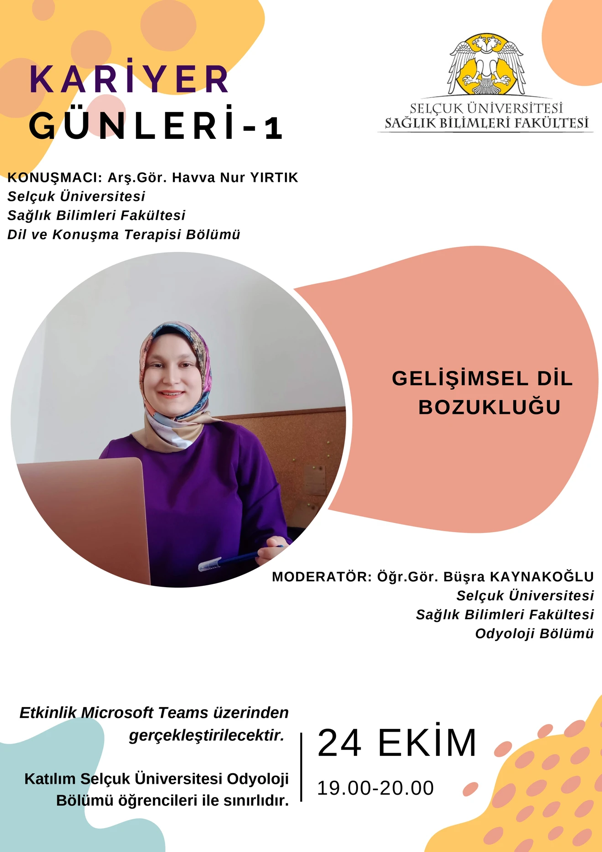 KARİYER
GÜNLERİ-1
SELÇUK ÜNİVERSİTESİ
SAĞLIK BİLİMLERİ FAKÜLTESİ
KONUŞMACI: Arş.Gör. Havva Nur YIRTIK
Selçuk Üniversitesi
Sağlık Bilimleri Fakültesi
Dil ve Konuşma Terapisi Bölümü
GELİŞİMSEL DİL
BOZUKLUĞU
MODERATÖR: Öğr.Gör. Büşra KAYNAKOĞLU
Selçuk Üniversitesi
Sağlık Bilimleri Fakültesi
Odyoloji Bölümü
Etkinlik Microsoft Teams üzerinden
gerçekleştirilecektir.
Katılım Selçuk Üniversitesi Odyoloji
Bölümü öğrencileri ile sınırlıdır.
24 EKİM
19.00-20.00